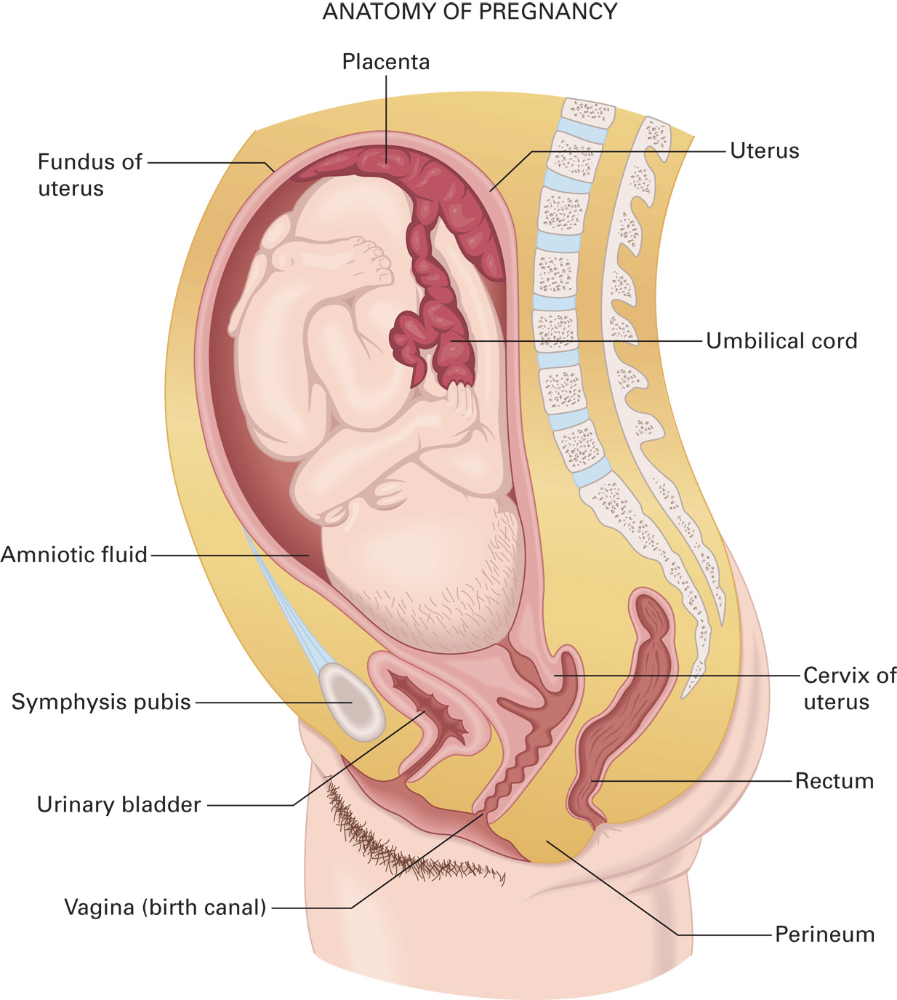 ANATOMY OF PREGNANCY
Placenta
Fundus of
uterus
Uterus
Umbilical cord
Amniotic fluid
Cervix of
uterus
Symphysis pubis
Rectum
Urinary bladder
Vagina (birth canal)
Perineum